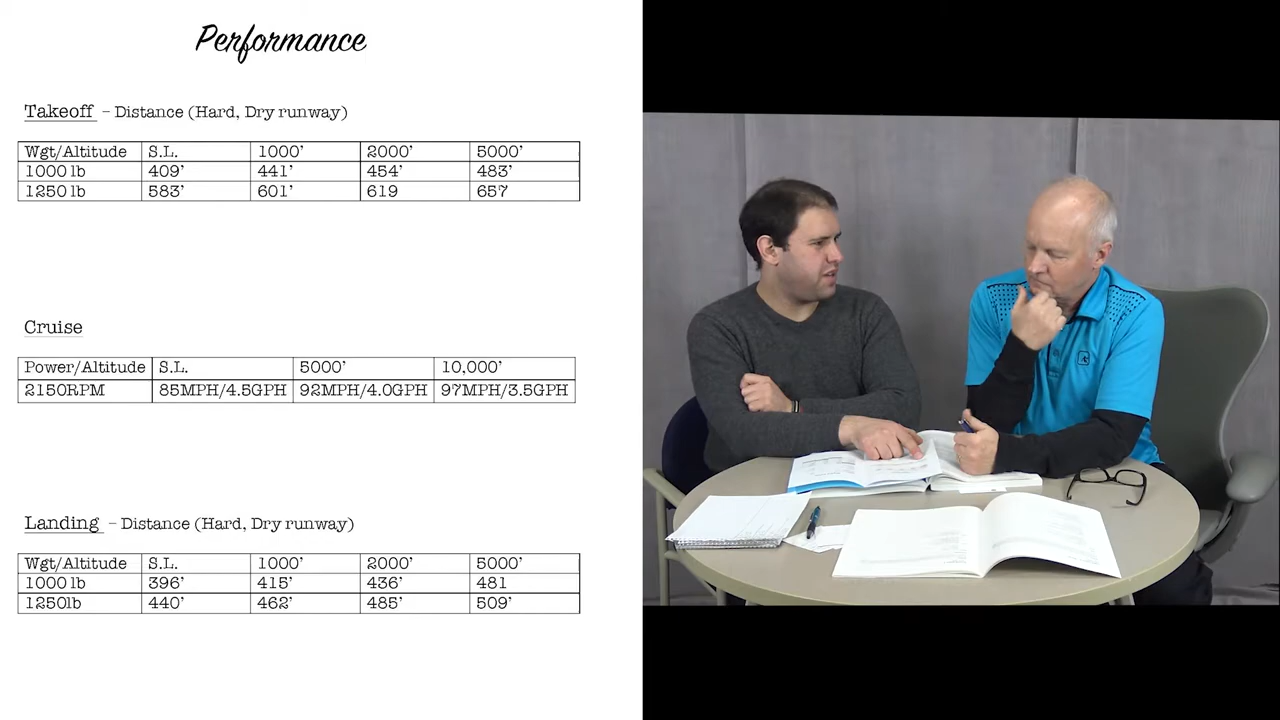 Performance
Takeoff – Distance (Hard, Dry runway)
Wgt/Altitude S.L. 1000’ 2000’ 5000’
1000 lb 409’ 441’ 454’ 483’
1250 lb 583’ 601’ 619 657
Cruise
Power/Altitude S.L. 5000’ 10,000’
2150RPM 85MPH/4.5GPH 92MPH/4.0GPH 97MPH/3.5GPH
Landing – Distance (Hard, Dry runway)
Wgt/Altitude S.L. 1000’ 2000’ 5000’
1000 lb 396’ 415’ 436’ 481
1250lb 440’ 462’ 485’ 509’